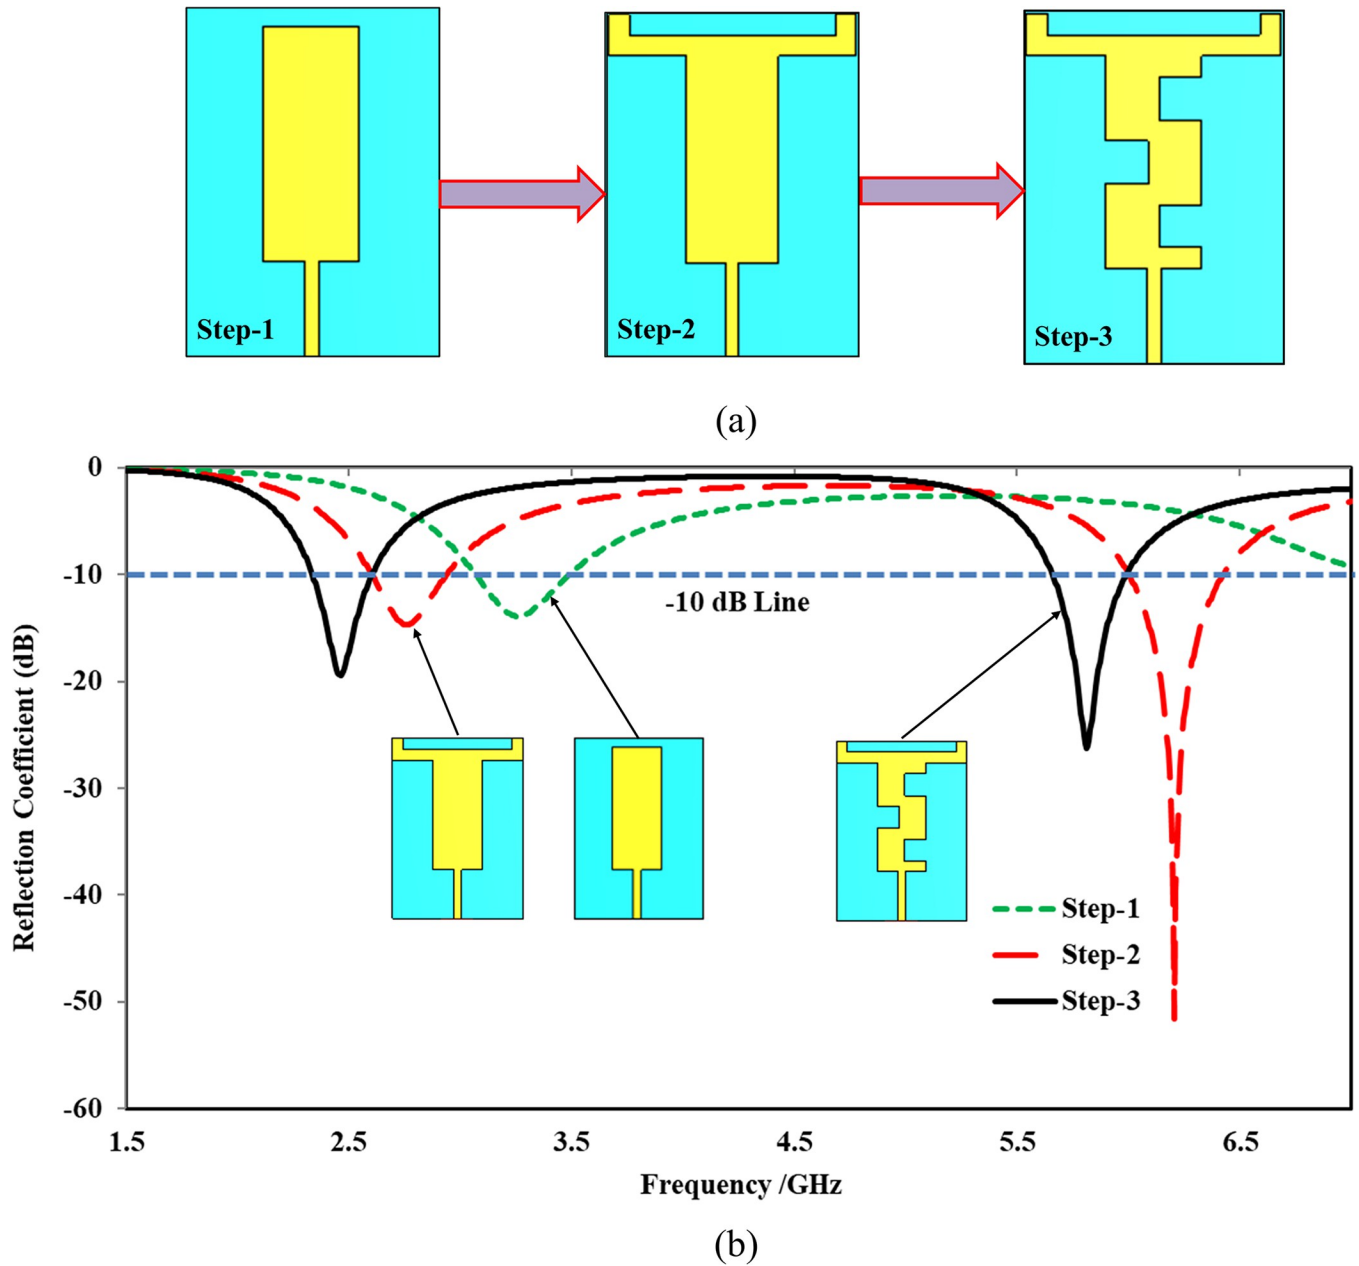 Step-1
Step-2
Step-3
(a)
0
-10
-20
-30
-40
-50
-60
Reflection Coefficient (dB)
-10 dB Line
Step-1
Step-2
Step-3
1.5 2.5 3.5 4.5 5.5 6.5
Frequency /GHz
(b)